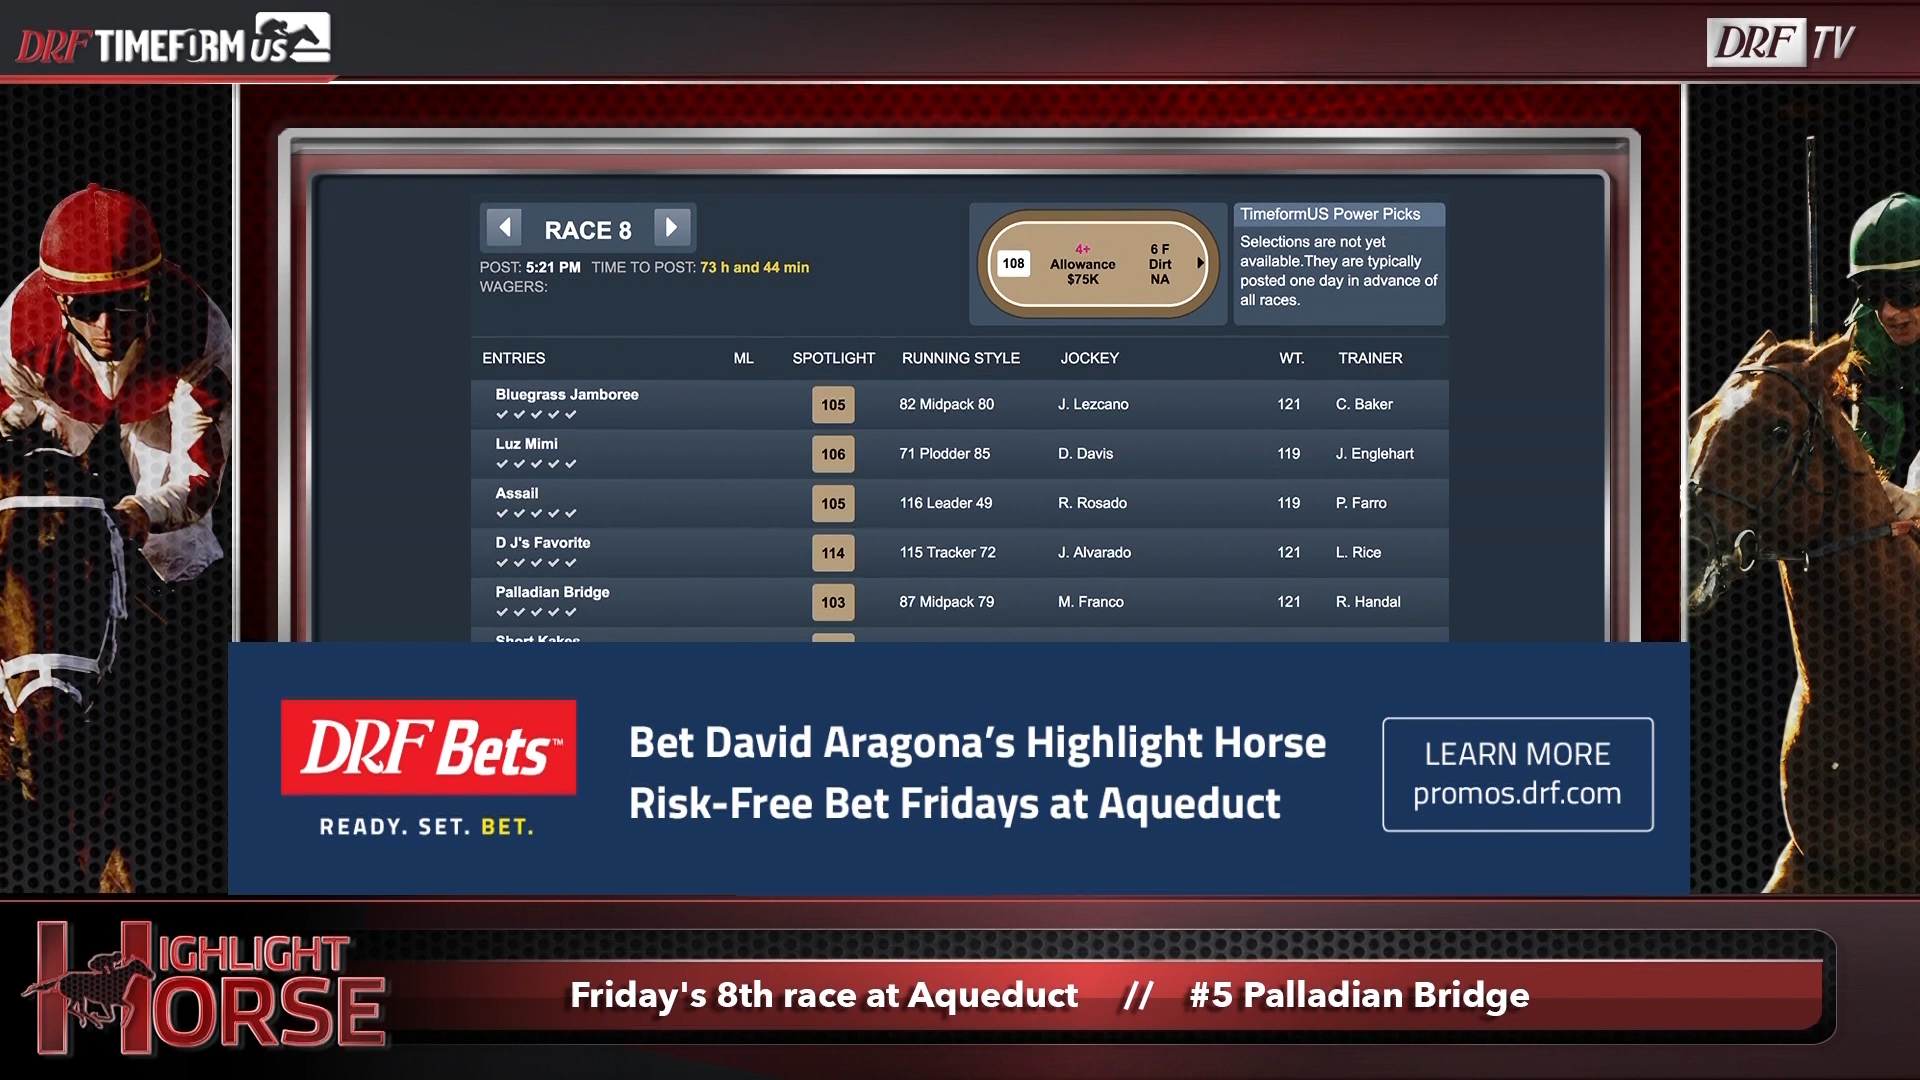 DRF TIMEFORM US
DRF TV
RACE 8
POST: 5:21 PM TIME TO POST: 73 h and 44 min
WAGERS:
108
4+
Allowance
$75K
6 F
Dirt
NA
TimeformUS Power Picks
Selections are not yet
available.They are typically
posted one day in advance of
all races.
ENTRIES ML SPOTLIGHT RUNNING STYLE JOCKEY WT. TRAINER
Bluegrass Jamboree 105 82 Midpack 80 J. Lezcano 121 C. Baker
Luz Mimi 106 71 Plodder 85 D. Davis 119 J. Englehart
Assail 105 116 Leader 49 R. Rosado 119 P. Farro
D J's Favorite 114 115 Tracker 72 J. Alvarado 121 L. Rice
Palladian Bridge 103 87 Midpack 79 M. Franco 121 R. Handal
Short Kakes
DRF Bets™
READY. SET. BET.
Bet David Aragona’s Highlight Horse
Risk-Free Bet Fridays at Aqueduct
LEARN MORE
promos.drf.com
HIGHLIGHT
HORSE
Friday's 8th race at Aqueduct // #5 Palladian Bridge